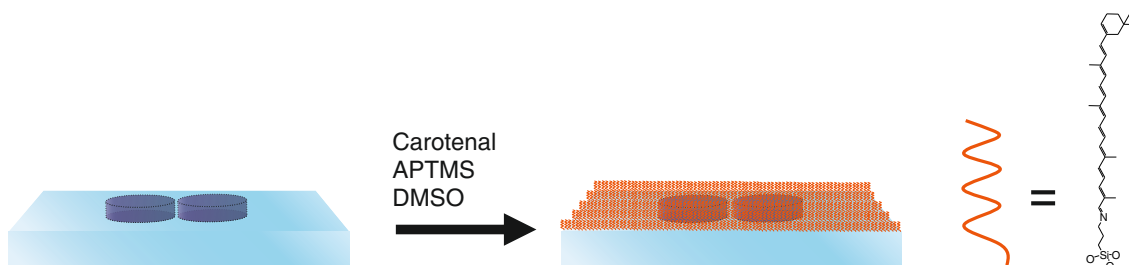 Carotenal
APTMS
DMSO
=
N
O Si O
O